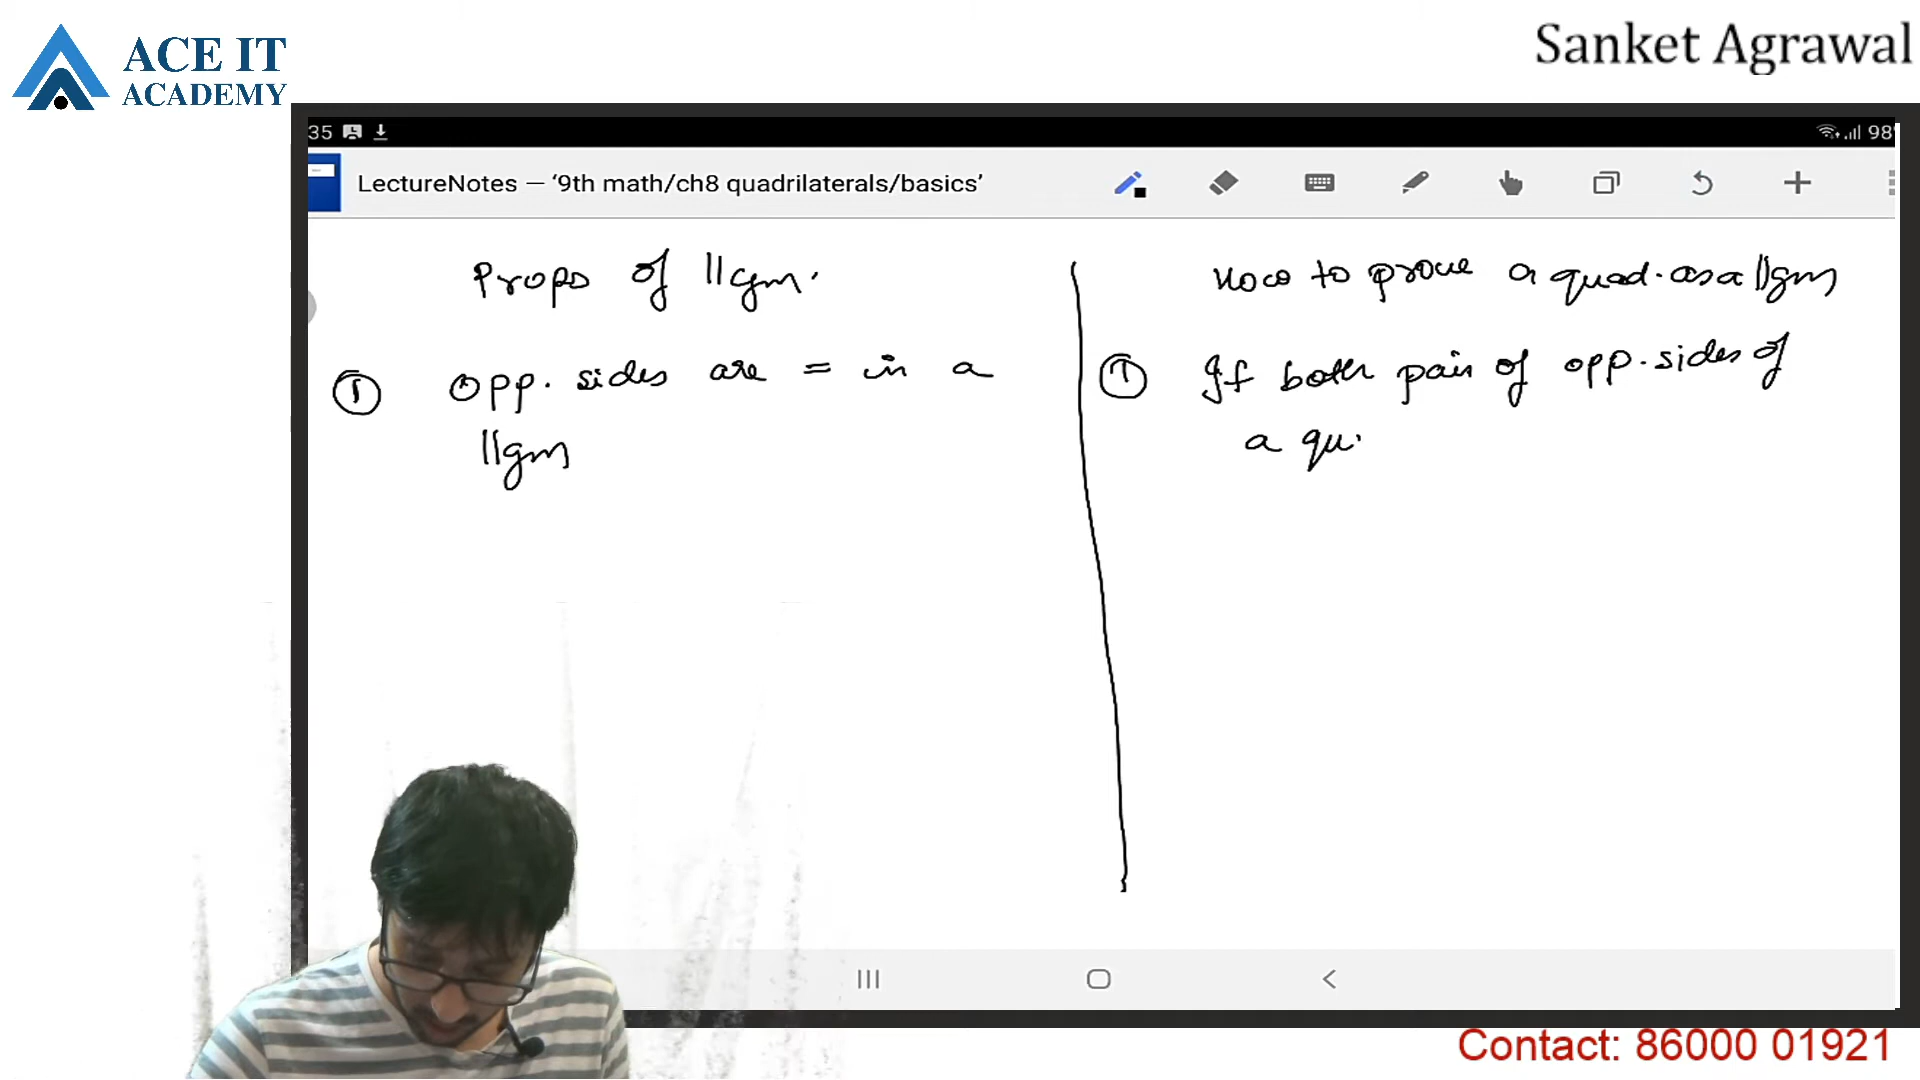 ACE IT
ACADEMY
Sanket Agrawal
35
98
LectureNotes — ‘9th math/ch8 quadrilaterals/basics’
Props of ||gm.
How to prove a quad. as a ||gm
① Opp. sides are = in a
||gm
① If both pair of opp. sides of
a qu
Contact: 86000 01921